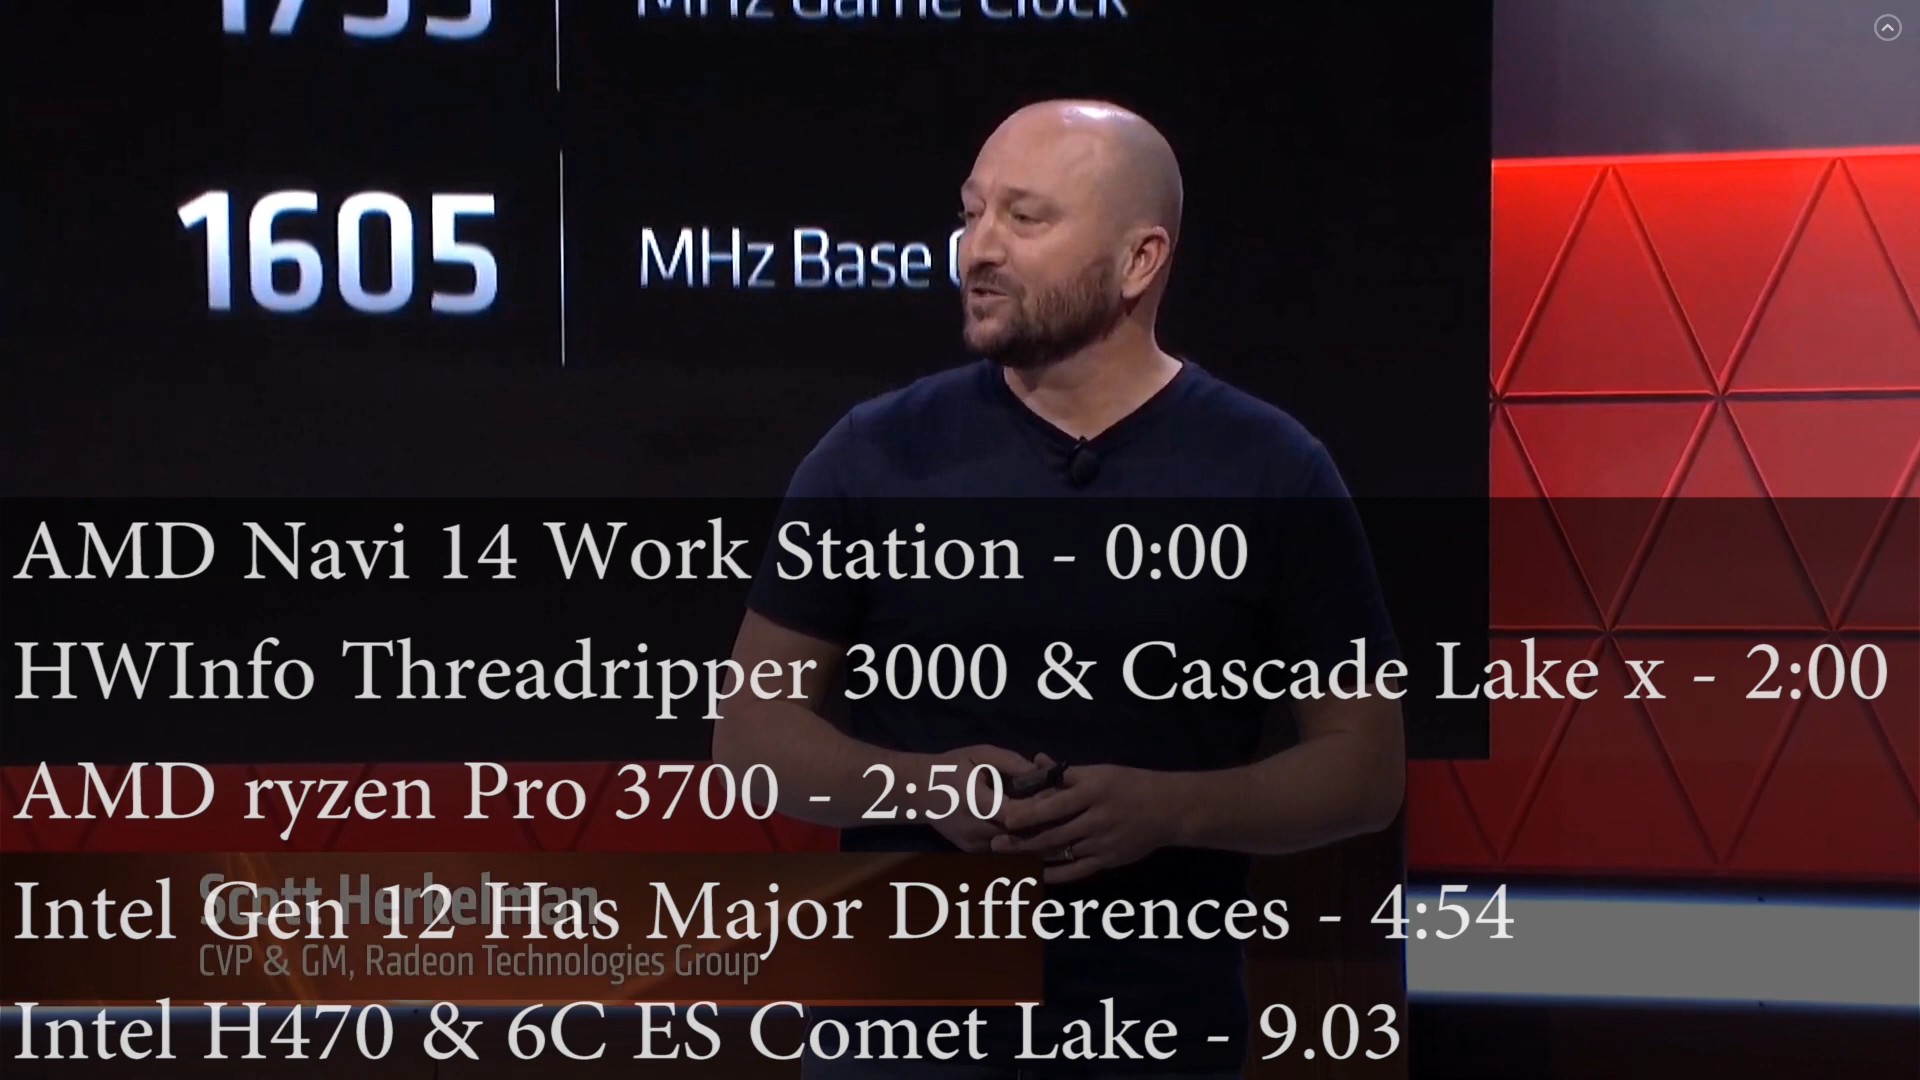 1755 MHz Game Clock
1605 MHz Base
AMD Navi 14 Work Station - 0:00
HWInfo Threadripper 3000 & Cascade Lake x - 2:00
AMD ryzen Pro 3700 - 2:50
Scott Herkelman
Intel Gen 12 Has Major Differences - 4:54
CVP & GM, Radeon Technologies Group
Intel H470 & 6C ES Comet Lake - 9.03